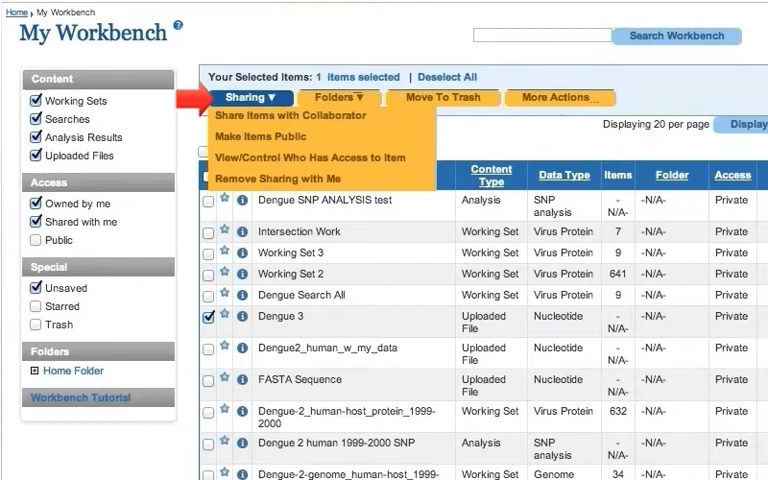 Home ▸ My Workbench
My Workbench ?
Search Workbench
Content
Working Sets
Searches
Analysis Results
Uploaded Files
Access
Owned by me
Shared with me
Public
Special
Unsaved
Starred
Trash
Folders
Home Folder
Workbench Tutorial
Your Selected Items: 1 items selected | Deselect All
Sharing ▼ Folders ▼ Move To Trash More Actions...
Share Items with Collaborator
Make Items Public
View/Control Who Has Access to Item
Remove Sharing with Me
Displaying 20 per page Display
Content Type Data Type Items Folder Access
Dengue SNP ANALYSIS test Analysis SNP analysis -N/A- -N/A- Private
Intersection Work Working Set Virus Protein 7 -N/A- Private
Working Set 3 Working Set Virus Protein 9 -N/A- Private
Working Set 2 Working Set Virus Protein 641 -N/A- Private
Dengue Search All Working Set Virus Protein 9 -N/A- Private
Dengue 3 Uploaded File Nucleotide -N/A- -N/A- Private
Dengue2_human_w_my_data Uploaded File Nucleotide -N/A- -N/A- Private
FASTA Sequence Uploaded File Nucleotide -N/A- -N/A- Private
Dengue-2_human-host_protein_1999-2000 Working Set Virus Protein 632 -N/A- Private
Dengue 2 human 1999-2000 SNP Analysis SNP analysis -N/A- -N/A- Private
Dengue-2-genome_human-host_1999- Working Set Genome 34 -N/A- Private